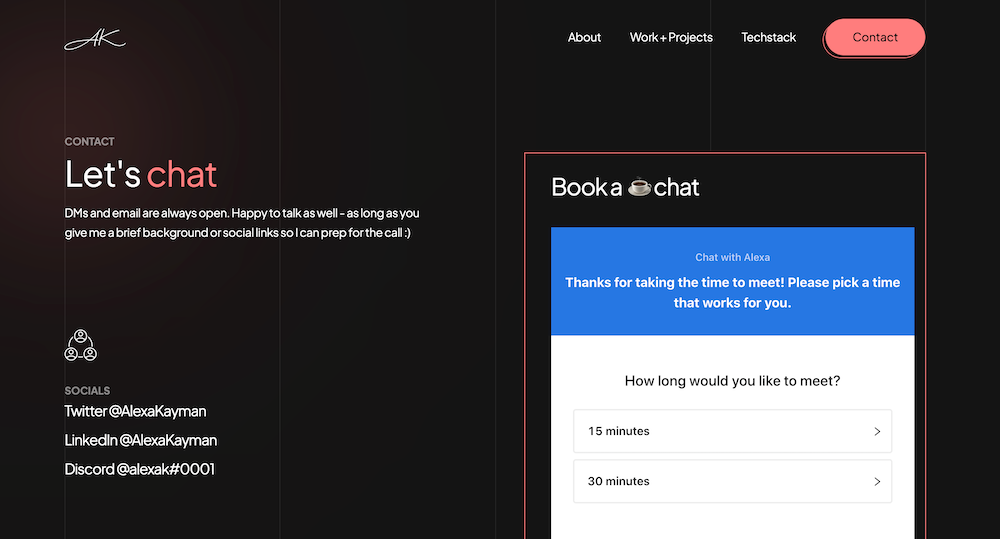 AK
About
Work + Projects
Techstack
Contact
CONTACT
Let's chat
DMs and email are always open. Happy to talk as well - as long as you
give me a brief background or social links so I can prep for the call :)
SOCIALS
Twitter @AlexaKayman
LinkedIn @AlexaKayman
Discord @alexak#0001
Book a ☕ chat
Chat with Alexa
Thanks for taking the time to meet! Please pick a time
that works for you.
How long would you like to meet?
15 minutes
30 minutes